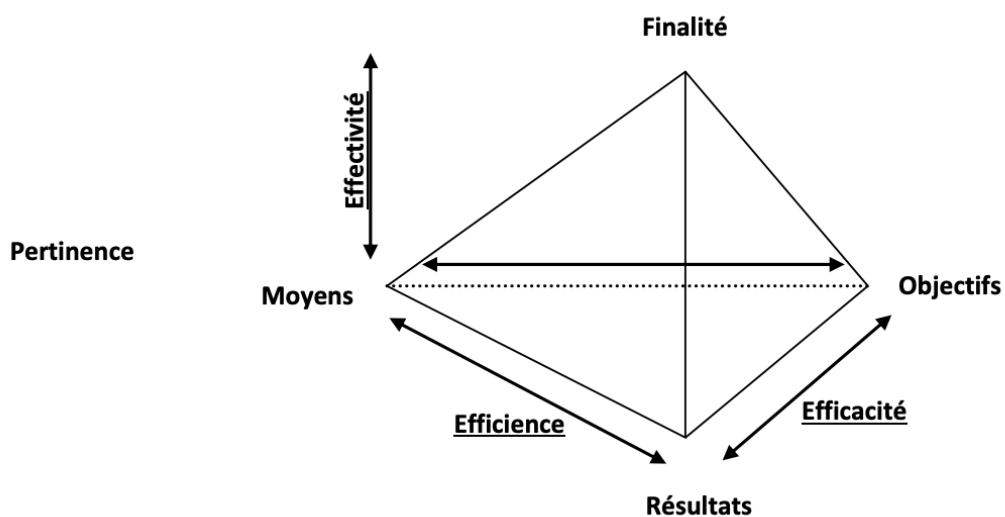 Finalité
Effectivité
Pertinence
Moyens
Objectifs
Efficience
Efficacité
Résultats